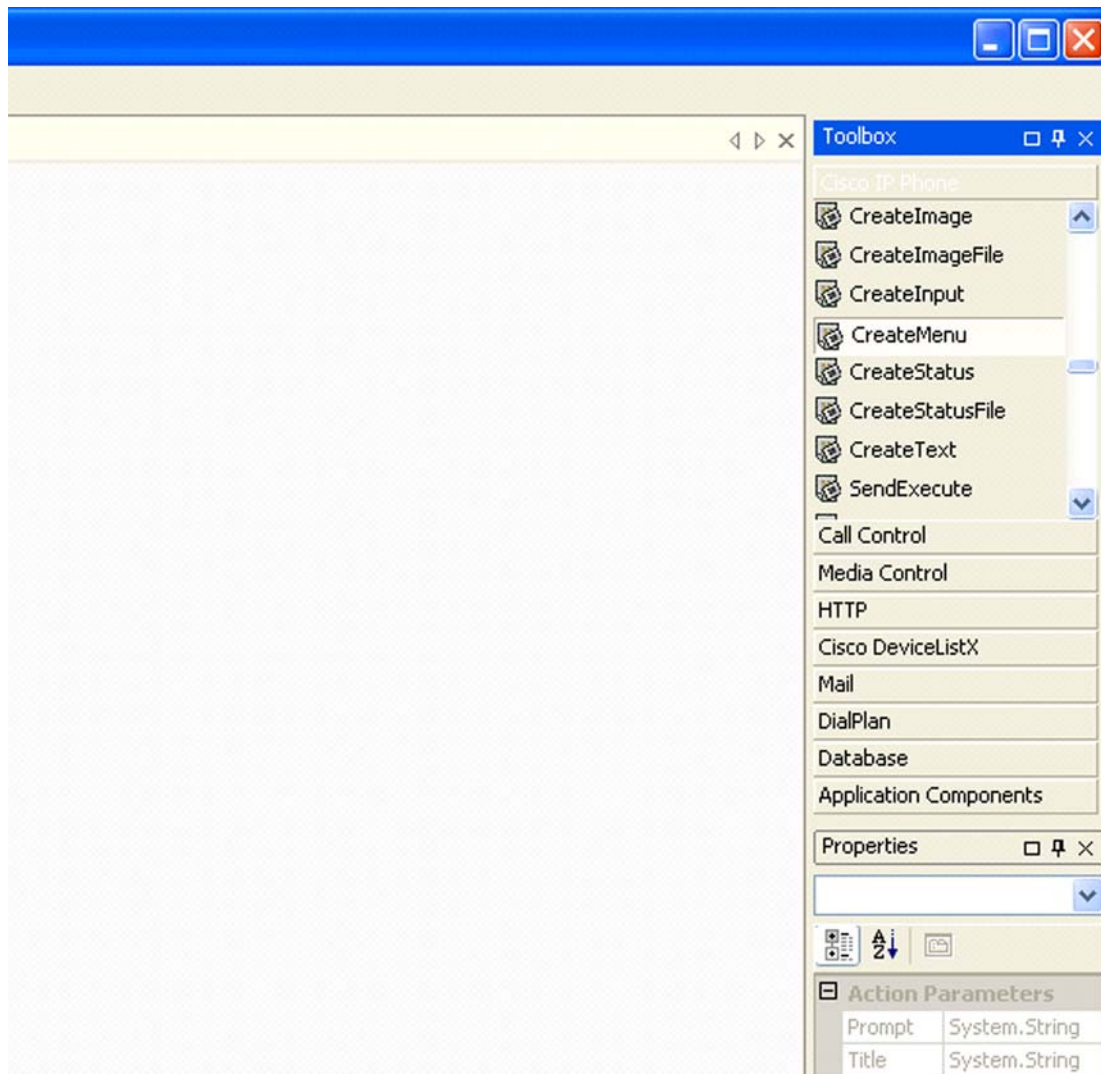 Toolbox
Cisco IP Phone
CreateImage
CreateImageFile
CreateInput
CreateMenu
CreateStatus
CreateStatusFile
CreateText
SendExecute
Call Control
Media Control
HTTP
Cisco DeviceListX
Mail
DialPlan
Database
Application Components
Properties
Action Parameters
Prompt System.String
Title System.String